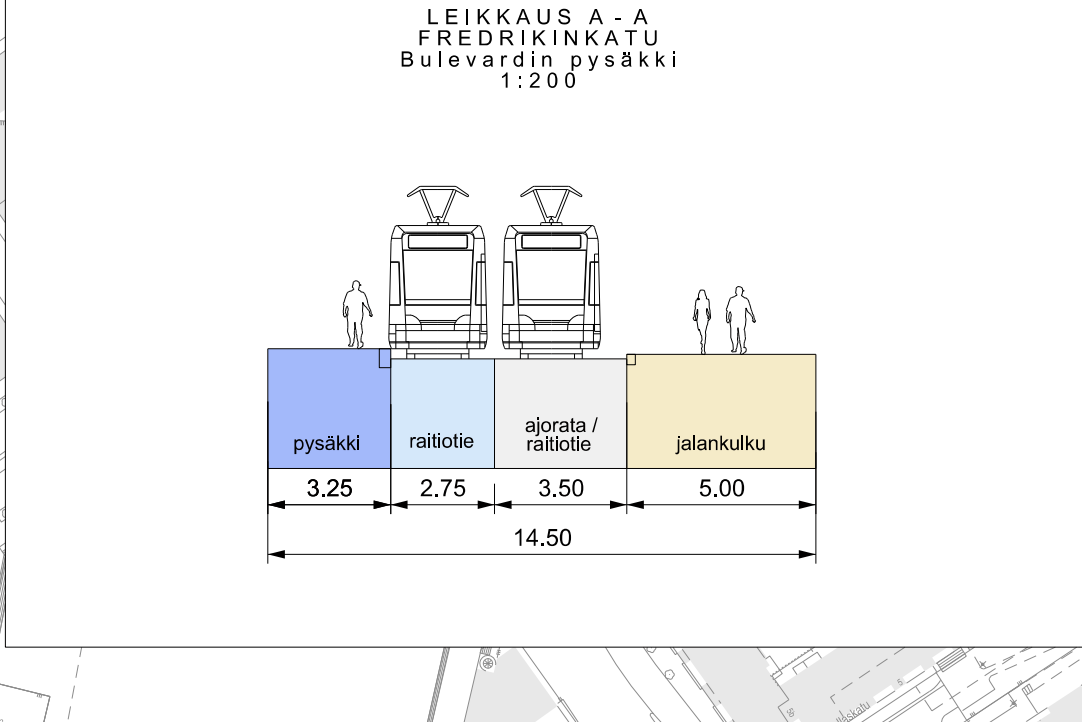 LEIKKAUS A - A
FREDRIKINKATU
Bulevardin pysäkki
1:200
pysäkki
raitiotie
ajorata /
raitiotie
jalankulku
3.25
2.75
3.50
5.00
14.50